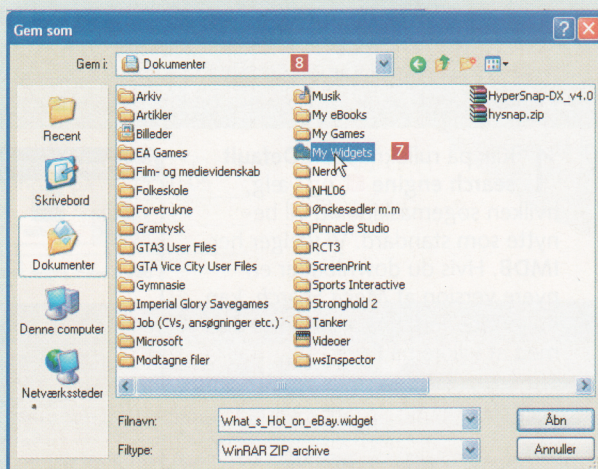 Gem som
Gem i: Dokumenter 8
Recent
Skrivebord
Dokumenter
Denne computer
Netværkssteder
Arkiv
Artikler
Billeder
EA Games
Film- og medievidenskab
Folkeskole
Foretrukne
Gramtysk
GTA3 User Files
GTA Vice City User Files
Gymnasie
Imperial Glory Savegames
Job (CVs, ansøgninger etc.)
Microsoft
Modtagne filer
Musik
My eBooks
My Games
My Widgets 7
Nero
NHL06
Ønskesedler m.m
Pinnacle Studio
RCT3
ScreenPrint
Sports Interactive
Stronghold 2
Tanker
Videoer
wsInspector
HyperSnap-DX_v4.0
hysnap.zip
Filnavn: What_s_Hot_on_eBay.widget Åbn
Filtype: WinRAR ZIP archive Annuller